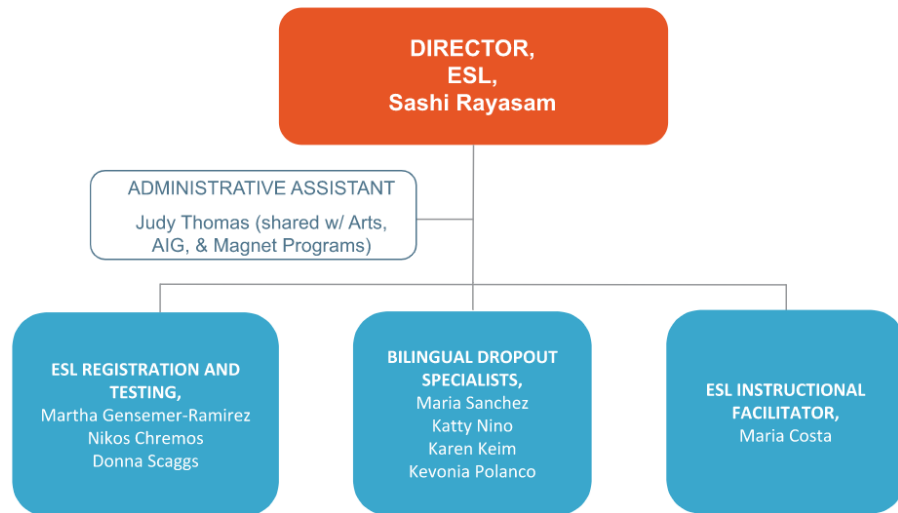 DIRECTOR,
ESL,
Sashi Rayasam
ADMINISTRATIVE ASSISTANT
Judy Thomas (shared w/ Arts,
AIG, & Magnet Programs)
ESL REGISTRATION AND
TESTING,
Martha Gensemer-Ramirez
Nikos Chremos
Donna Scaggs
BILINGUAL DROPOUT
SPECIALISTS,
Maria Sanchez
Katty Nino
Karen Keim
Kevonia Polanco
ESL INSTRUCTIONAL
FACILITATOR,
Maria Costa